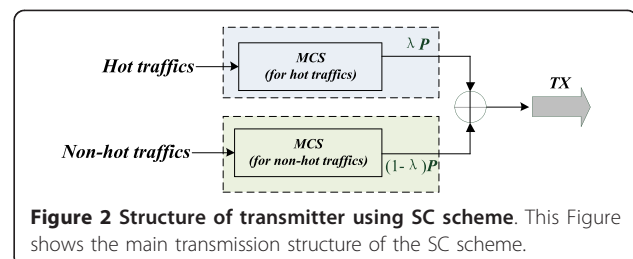 Hot traffics
MCS
(for hot traffics)
λ P
TX
Non-hot traffics
MCS
(for non-hot traffics)
(1- λ)P
Figure 2 Structure of transmitter using SC scheme. This Figure
shows the main transmission structure of the SC scheme.